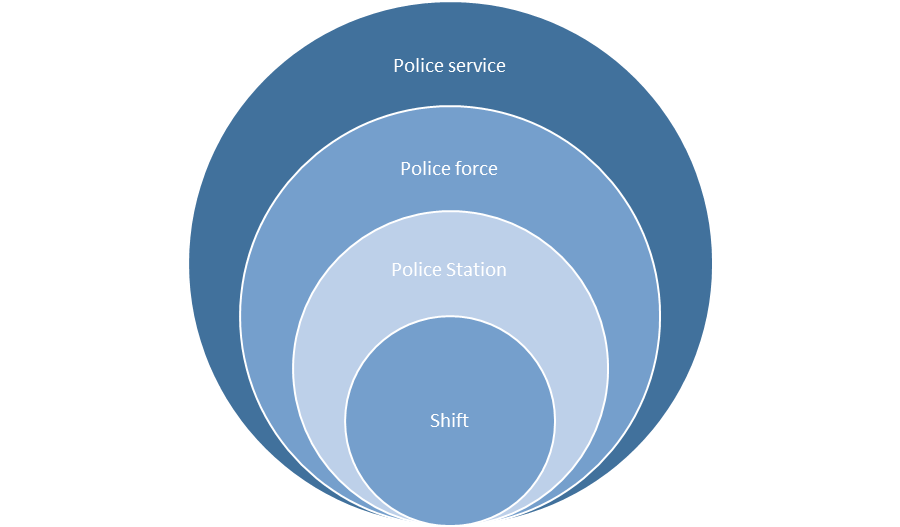 Police service
Police force
Police Station
Shift